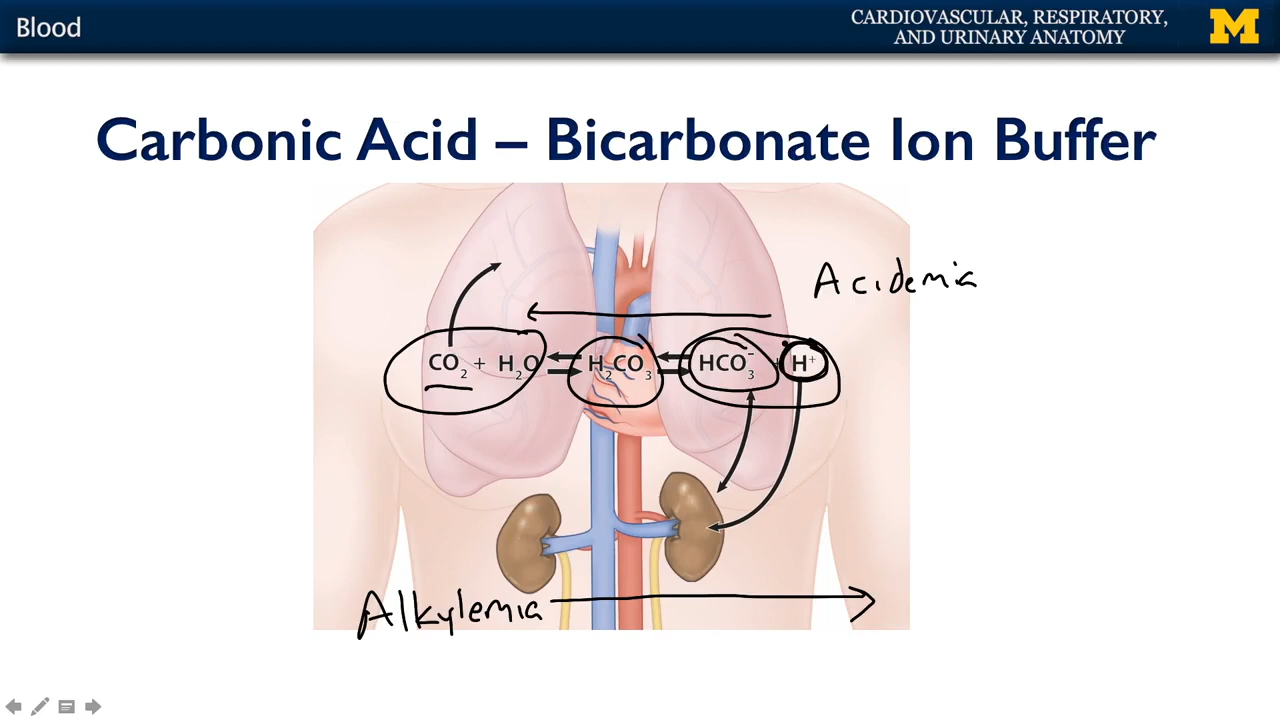 Blood
CARDIOVASCULAR, RESPIRATORY,
AND URINARY ANATOMY
M
Carbonic Acid – Bicarbonate Ion Buffer
Acidemia
CO₂ + H₂O ⇌ H₂CO₃ ⇌ HCO₃⁻ + H⁺
Alkylemia